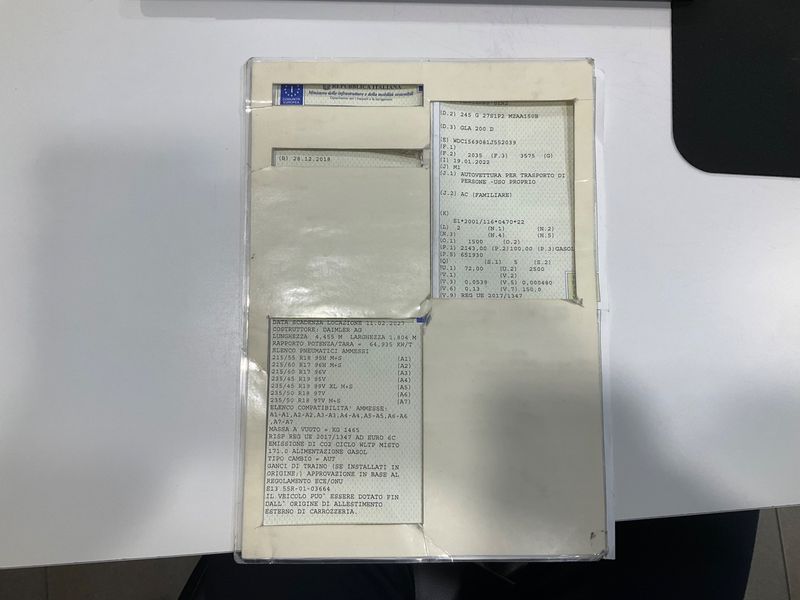 REPUBBLICA ITALIANA
Ministero delle infrastrutture e della mobilità sostenibili
COMUNITÀ
EUROPEA
(B) 28.12.2018
(D.2) 245 G 27S1P2 MZAA150B
(D.3) GLA 200 D
(E) WDC1569081J552039
(F.1)
(F.2) 2035 (F.3) 3575 (G)
(I) 19.01.2022
(J) M1
(J.1) AUTOVETTURA PER TRASPORTO DI
PERSONE -USO PROPRIO
(J.2) AC (FAMILIARE)
(K)
E1*2001/116*0470*22
(L) 2 (N.1) (N.2)
(N.3) (N.4) (N.5)
(O.1) 1500 (O.2)
(P.1) 2143,00 (P.2)100,00 (P.3)GASOL
(P.5) 651930
(Q) (S.1) 5 (S.2)
(U.1) 72,00 (U.2) 2500
(V.1) (V.2)
(V.3) 0,0539 (V.5) 0,000480
(V.6) 0,13 (V.7) 150,0
(V.9) REG UE 2017/1347
DATA SCADENZA LOCAZIONE 11.02.2027
COSTRUTTORE: DAIMLER AG
LUNGHEZZA 4,455 M LARGHEZZA 1,804 M
RAPPORTO POTENZA/TARA = 64,935 KW/T
ELENCO PNEUMATICI AMMESSI
215/55 R18 95H M+S (A1)
215/60 R17 96H M+S (A2)
215/60 R17 96V (A3)
235/45 R19 95V (A4)
235/45 R19 99V XL M+S (A5)
235/50 R18 97V (A6)
235/50 R18 97V M+S (A7)
ELENCO COMPATIBILITA' AMMESSE:
A1-A1,A2-A2,A3-A3,A4-A4,A5-A5,A6-A6
,A7-A7
MASSA A VUOTO = KG 1465
RISP REG UE 2017/1347 AD EURO 6C
EMISSIONE DI CO2 CICLO WLTP MISTO
171.0 ALIMENTAZIONE GASOL
TIPO CAMBIO = AUT
GANCI DI TRAINO (SE INSTALLATI IN
ORIGINE:) APPROVAZIONE IN BASE AL
REGOLAMENTO ECE/ONU
E13 55R-01-03664
IL VEICOLO PUO' ESSERE DOTATO FIN
DALL' ORIGINE DI ALLESTIMENTO
ESTERNO DI CARROZZERIA.